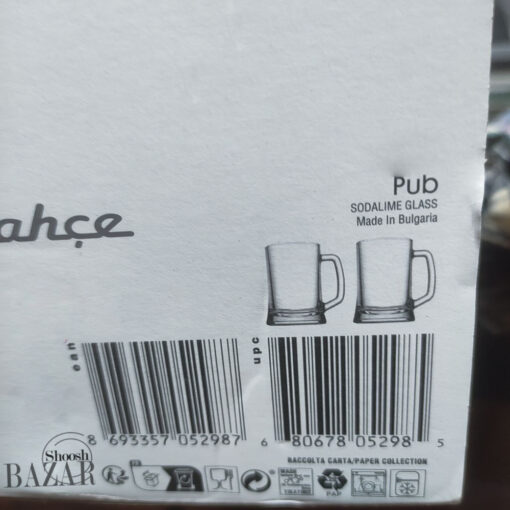 Pub
SODALIME GLASS
Made In Bulgaria
ahçe
ean
upc
8 693357 052987
6 80678 05298 5
RACCOLTA CARTA/PAPER COLLECTION
PAP
Shoosh
BAZAR